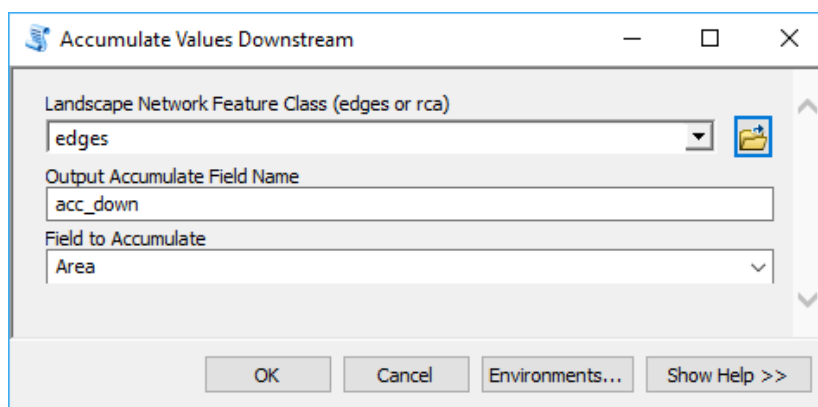 Accumulate Values Downstream
Landscape Network Feature Class (edges or rca)
edges
Output Accumulate Field Name
acc_down
Field to Accumulate
Area
OK Cancel Environments... Show Help >>